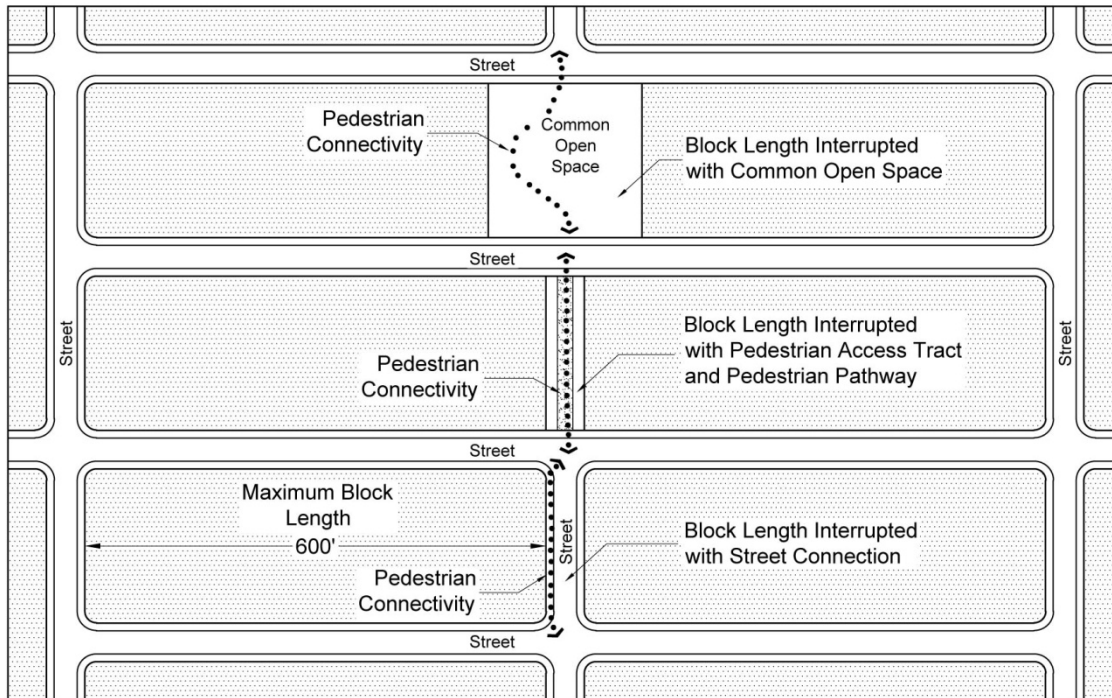 Street
Pedestrian
Connectivity
Common
Open
Space
Block Length Interrupted
with Common Open Space
Street
Street
Pedestrian
Connectivity
Block Length Interrupted
with Pedestrian Access Tract
and Pedestrian Pathway
Street
Street
Maximum Block
Length
600'
Pedestrian
Connectivity
Street
Block Length Interrupted
with Street Connection
Street